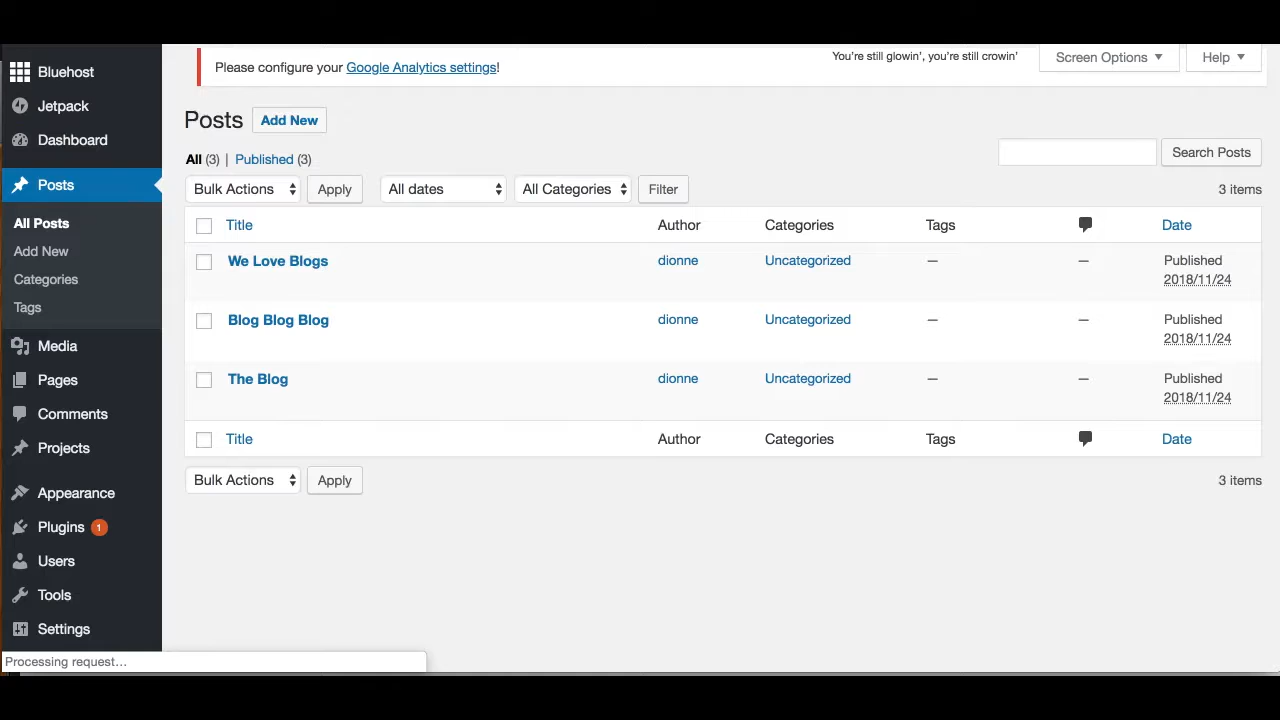 Bluehost
Jetpack
Dashboard
Posts
All Posts
Add New
Categories
Tags
Media
Pages
Comments
Projects
Appearance
Plugins 1
Users
Tools
Settings
Processing request...
Please configure your Google Analytics settings!
You're still glowin', you're still crowin'
Screen Options
Help
Posts Add New
All (3) | Published (3)
Search Posts
Bulk Actions Apply All dates All Categories Filter
3 items
Title Author Categories Tags Date
We Love Blogs dionne Uncategorized — — Published
2018/11/24
Blog Blog Blog dionne Uncategorized — — Published
2018/11/24
The Blog dionne Uncategorized — — Published
2018/11/24
Title Author Categories Tags Date
Bulk Actions Apply
3 items